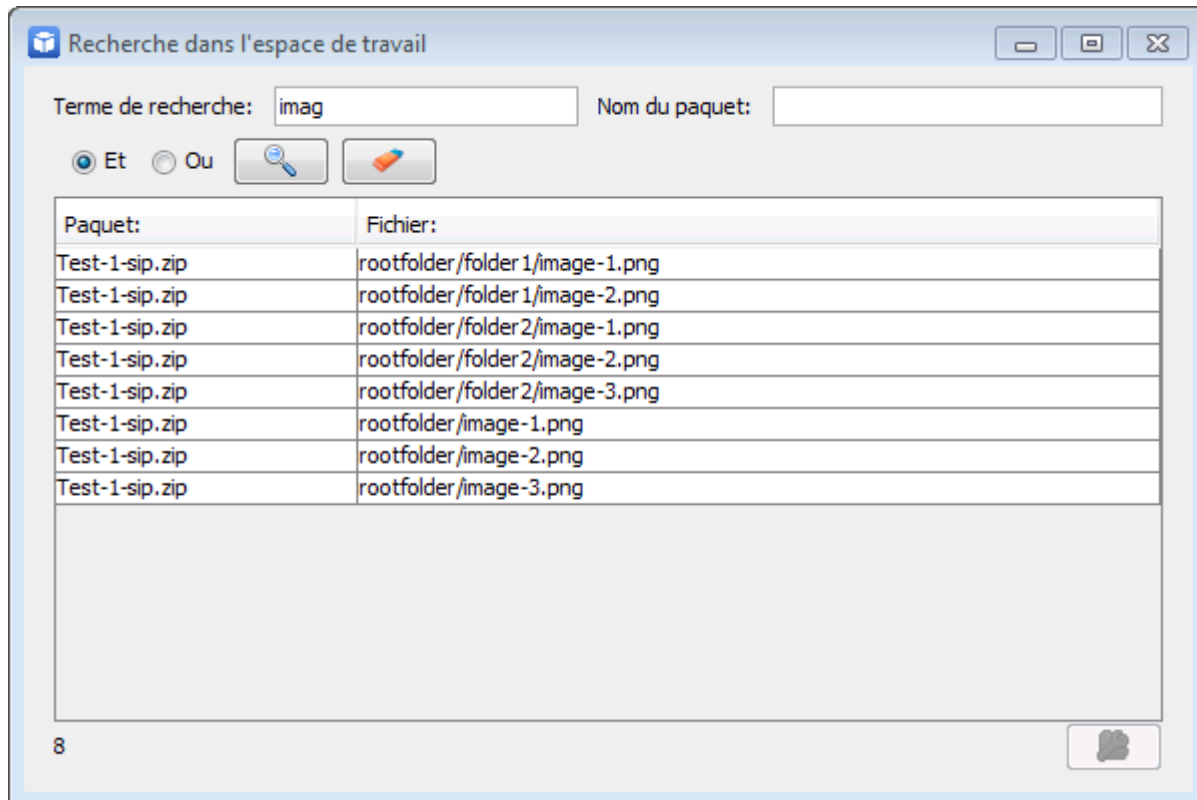 Recherche dans l'espace de travail
Terme de recherche: imag Nom du paquet:
Et Ou
Paquet: Fichier:
Test-1-sip.zip rootfolder/folder1/image-1.png
Test-1-sip.zip rootfolder/folder1/image-2.png
Test-1-sip.zip rootfolder/folder2/image-1.png
Test-1-sip.zip rootfolder/folder2/image-2.png
Test-1-sip.zip rootfolder/folder2/image-3.png
Test-1-sip.zip rootfolder/image-1.png
Test-1-sip.zip rootfolder/image-2.png
Test-1-sip.zip rootfolder/image-3.png
8